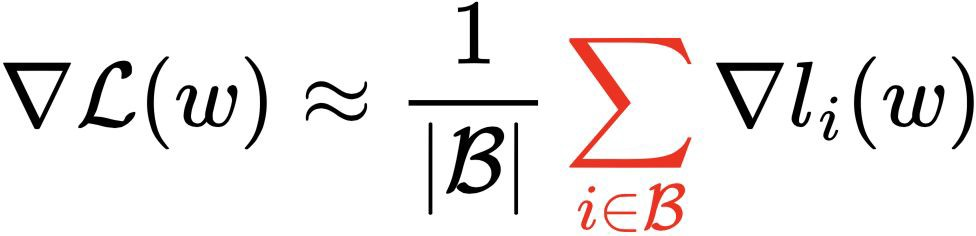 ∇ℒ(w) ≈ 1/|ℬ| ∑_{i∈ℬ} ∇l_i(w)